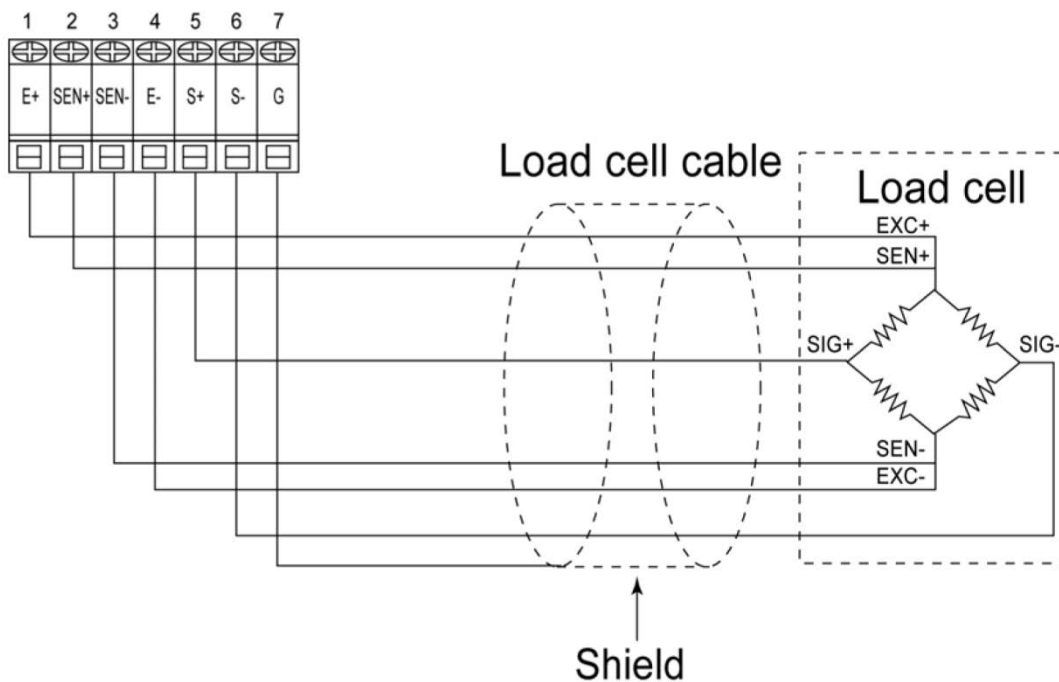 1 2 3 4 5 6 7
E+ SEN+ SEN- E- S+ S- G
Load cell cable
Load cell
EXC+
SEN+
SIG+ SIG-
SEN-
EXC-
Shield